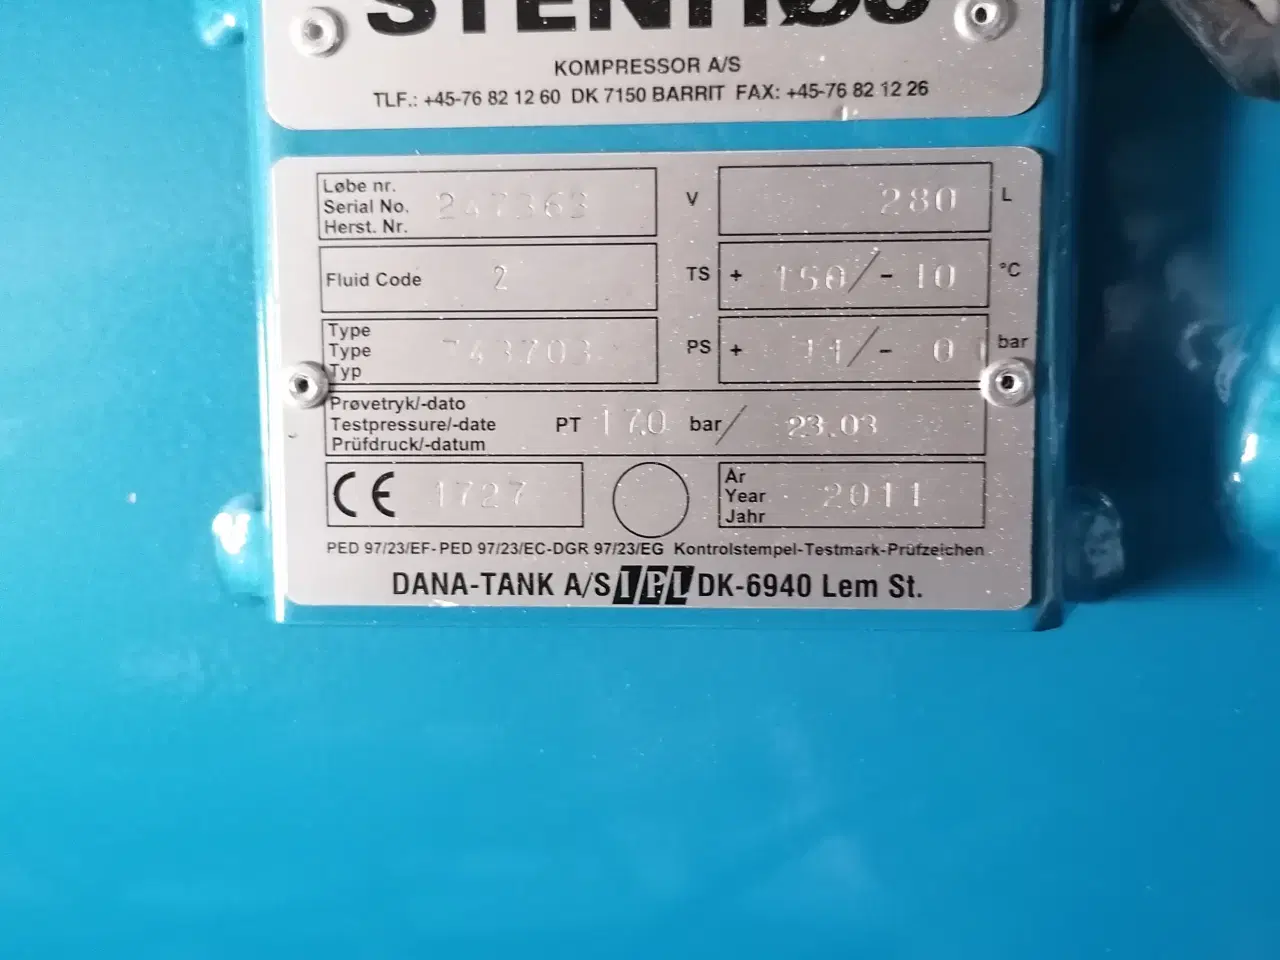 STENHØJ
KOMPRESSOR A/S
TLF.: +45-76 82 12 60 DK 7150 BARRIT FAX: +45-76 82 12 26
Løbe nr.
Serial No. 247363
Herst. Nr.
V 280 L
Fluid Code 2
TS + 150/- 10 °C
Type
Type 743703
Typ
PS + 11/- 0 bar
Prøvetryk/-dato
Testpressure/-date PT 17.0 bar/ 23.03
Prüfdruck/-datum
CE 1727
År
Year 2011
Jahr
PED 97/23/EF- PED 97/23/EC-DGR 97/23/EG Kontrolstempel-Testmark-Prüfzeichen
DANA-TANK A/S IPL DK-6940 Lem St.